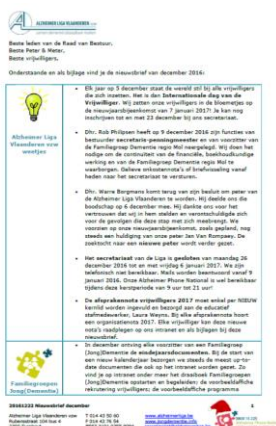 Beste leden van de Raad van Bestuur,
Beste Peter & Meter,
Beste vrijwilligers,
Onderstaande en als bijlage vind je de nieuwsbrief van december 2016:
Alzheimer Liga
Vlaanderen vzw
weetjes
Elk jaar op 5 december staat de wereld stil bij alle vrijwilligers
die zich inzetten. Het is dan Internationale dag van de
Vrijwilliger. Wij zetten onze vrijwilligers in de bloemetjes op
de nieuwjaarsbijeenkomst van 7 januari 2017! Je kan nog
inschrijven tot en met 23 december bij ons secretariaat.
Dhr. Rob Philipsen heeft op 9 december 2016 zijn functies van
bestuurder secretaris-penningmeester en van voorzitter van
de Familiegroep Dementie regio Mol neergelegd. Wij doen het
nodige om de continuïteit van de financiële, boekhoudkundige
werking en van de Familiegroep Dementie regio Mol te
waarborgen. Gelieve onkostennota's of briefwisseling vanaf
heden naar het secretariaat te versturen.
Dhr. Warre Borgmans komt terug van zijn besluit om peter van
de Alzheimer Liga Vlaanderen te worden. Hij deelde ons die
boodschap op 6 december mee. Hij dankte ons voor het
vertrouwen dat wij in hem stelden en verontschuldigde zich
voor de gevolgen die deze stap met zich meebrengt. We
voorzien op onze nieuwjaarsbijeenkomst, zoals gepland, nog
steeds een huldiging van onze peter Jan Van Rompaey. De
zoektocht naar een nieuwe peter wordt verder gezet.
Het secretariaat van de Liga is gesloten van maandag 26
december 2016 tot en met vrijdag 6 januari 2017. We zijn
telefonisch niet bereikbaar. Mails worden beantwoord vanaf 9
januari 2016. Onze Alzheimer Phone National is wel bereikbaar
tijdens deze kerstperiode van 9 uur tot 21 uur!
De afsprakennota vrijwilligers 2017 moet enkel per NIEUW
kernlid worden ingevuld en bezorgd aan de educatief
stafmedewerker, Laura Weyns. Bij elke afsprakennota hoort
een organisatienota 2017. Elke vrijwilliger kan deze nieuwe
nota's raadplegen op ons intranet en als bijlagen bij deze
nieuwsbrief.
Familiegroepen
Jong(Dementie)
In december ontving elke voorzitter van een Familiegroep
(Jong)Dementie de eindejaarsdocumenten. Bij de start van
een nieuw kalenderjaar bezorgen we steeds de meest up-to-
date documenten die ook op het intranet worden gezet. Zo
vind je op intranet onder meer het draaiboek Familiegroepen
(Jong)Dementie opstarten en begeleiden; de voorbeeldaffiche
rekrutering vrijwilligers; de voorbeeldaffiche programma
20161222 Nieuwsbrief december
Alzheimer Liga Vlaanderen vzw